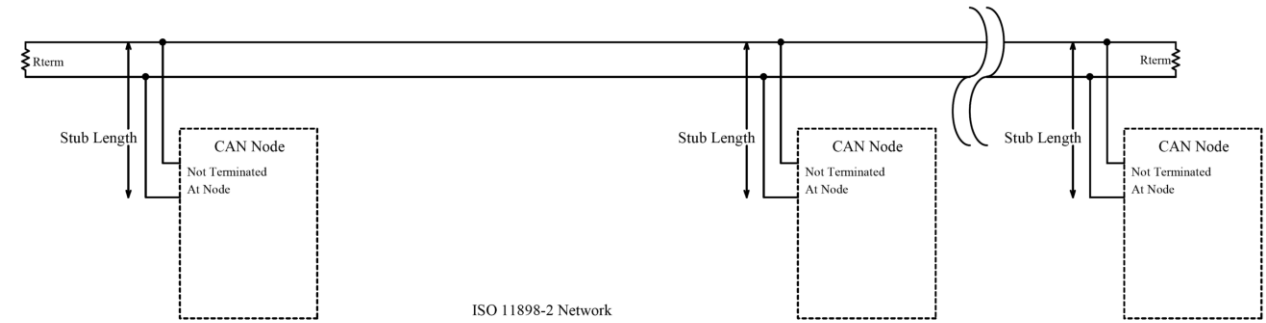 Rterm
Rterm
Stub Length
CAN Node
Not Terminated
At Node
Stub Length
CAN Node
Not Terminated
At Node
Stub Length
CAN Node
Not Terminated
At Node
ISO 11898-2 Network